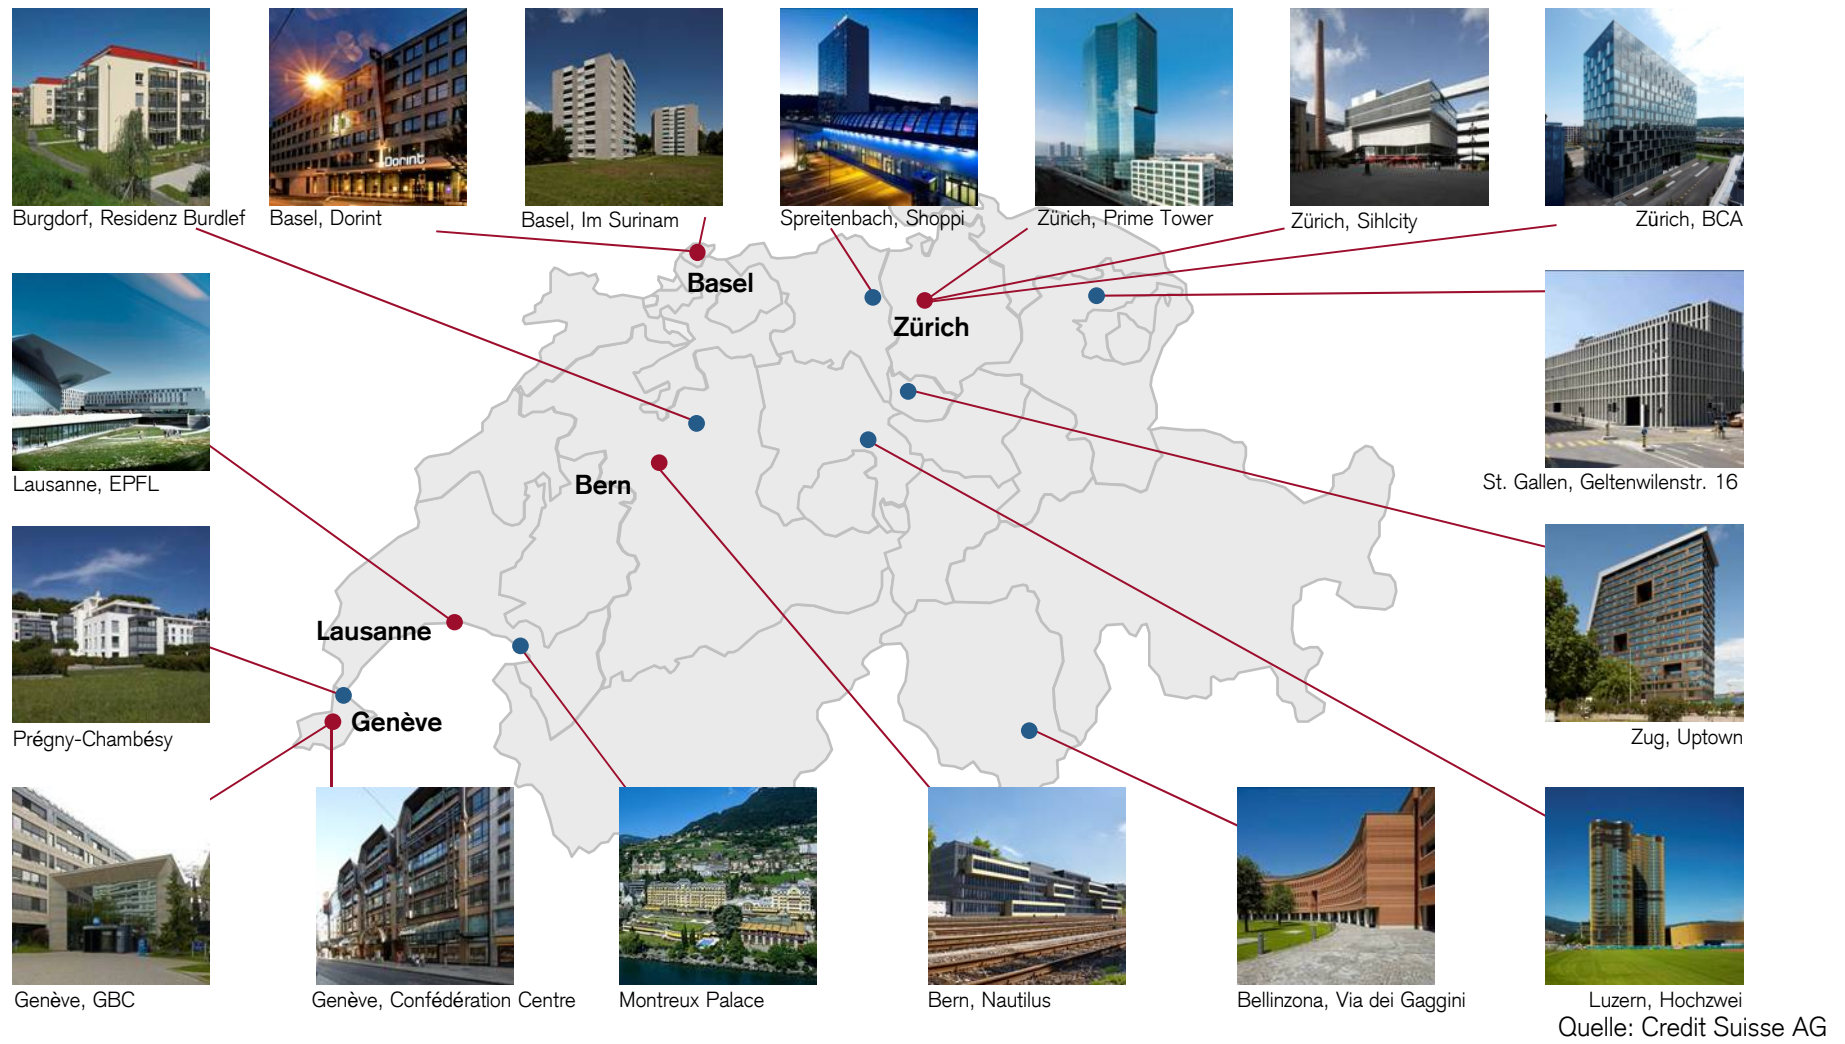 Dorint
Burgdorf, Residenz Burdlef
Basel, Dorint
Basel, Im Surinam
Spreitenbach, Shoppi
Zürich, Prime Tower
Zürich, Sihlcity
Zürich, BCA
Basel
Zürich
Lausanne, EPFL
Bern
St. Gallen, Geltenwilenstr. 16
Lausanne
Prégny-Chambésy
Genève
Zug, Uptown
Genève, GBC
Genève, Confédération Centre
Montreux Palace
Bern, Nautilus
Bellinzona, Via dei Gaggini
Luzern, Hochzwei
Quelle: Credit Suisse AG